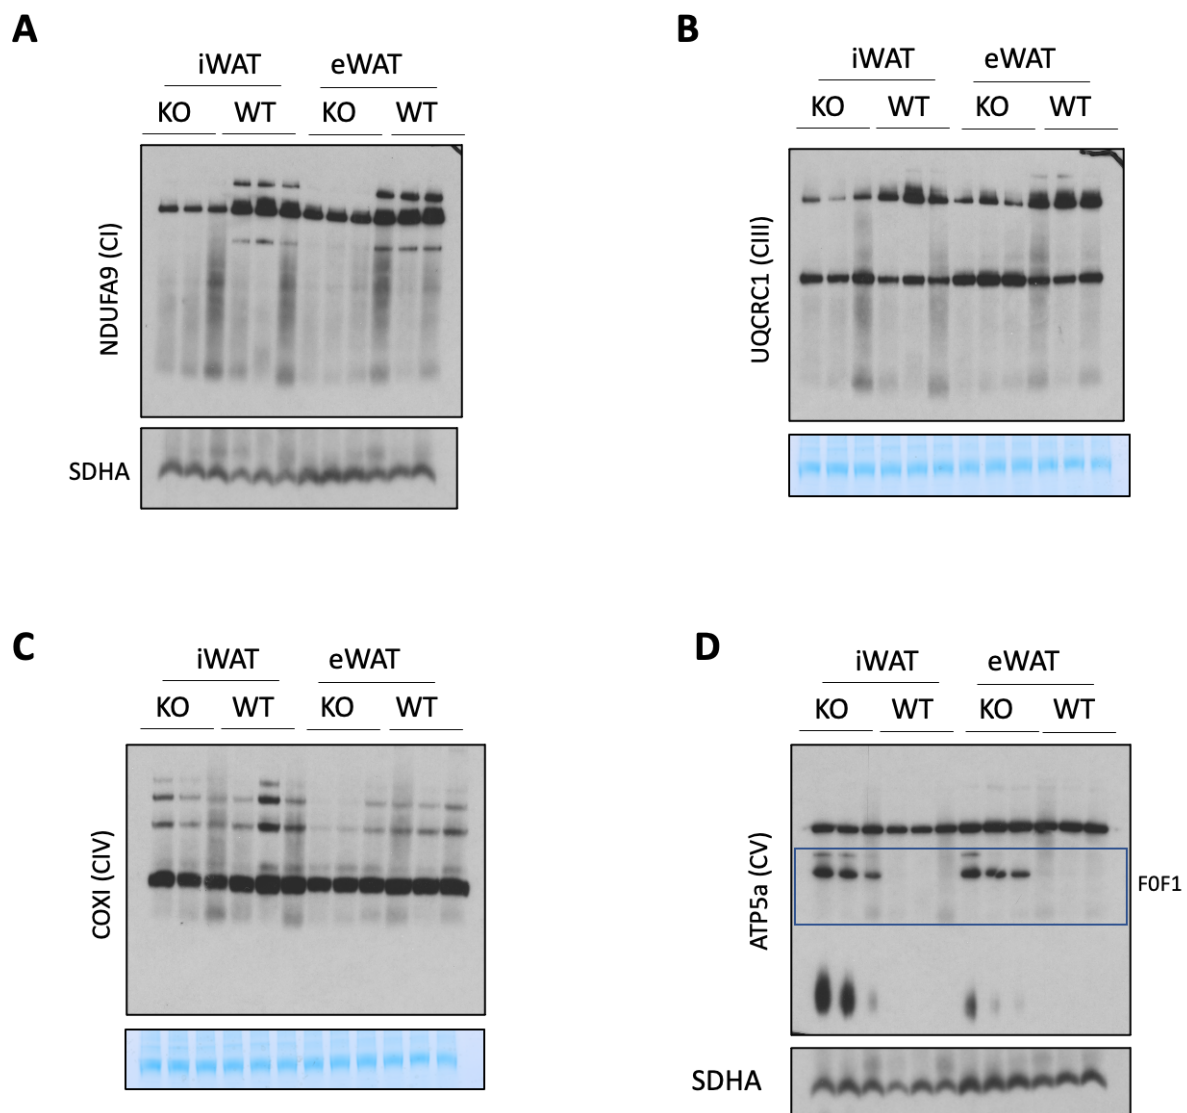 A
iWAT eWAT
KO WT KO WT
NDUFA9 (CI)
SDHA
B
iWAT eWAT
KO WT KO WT
UQCRC1 (CIII)
C
iWAT eWAT
KO WT KO WT
COXI (CIV)
D
iWAT eWAT
KO WT KO WT
ATP5a (CV)
F0F1
SDHA